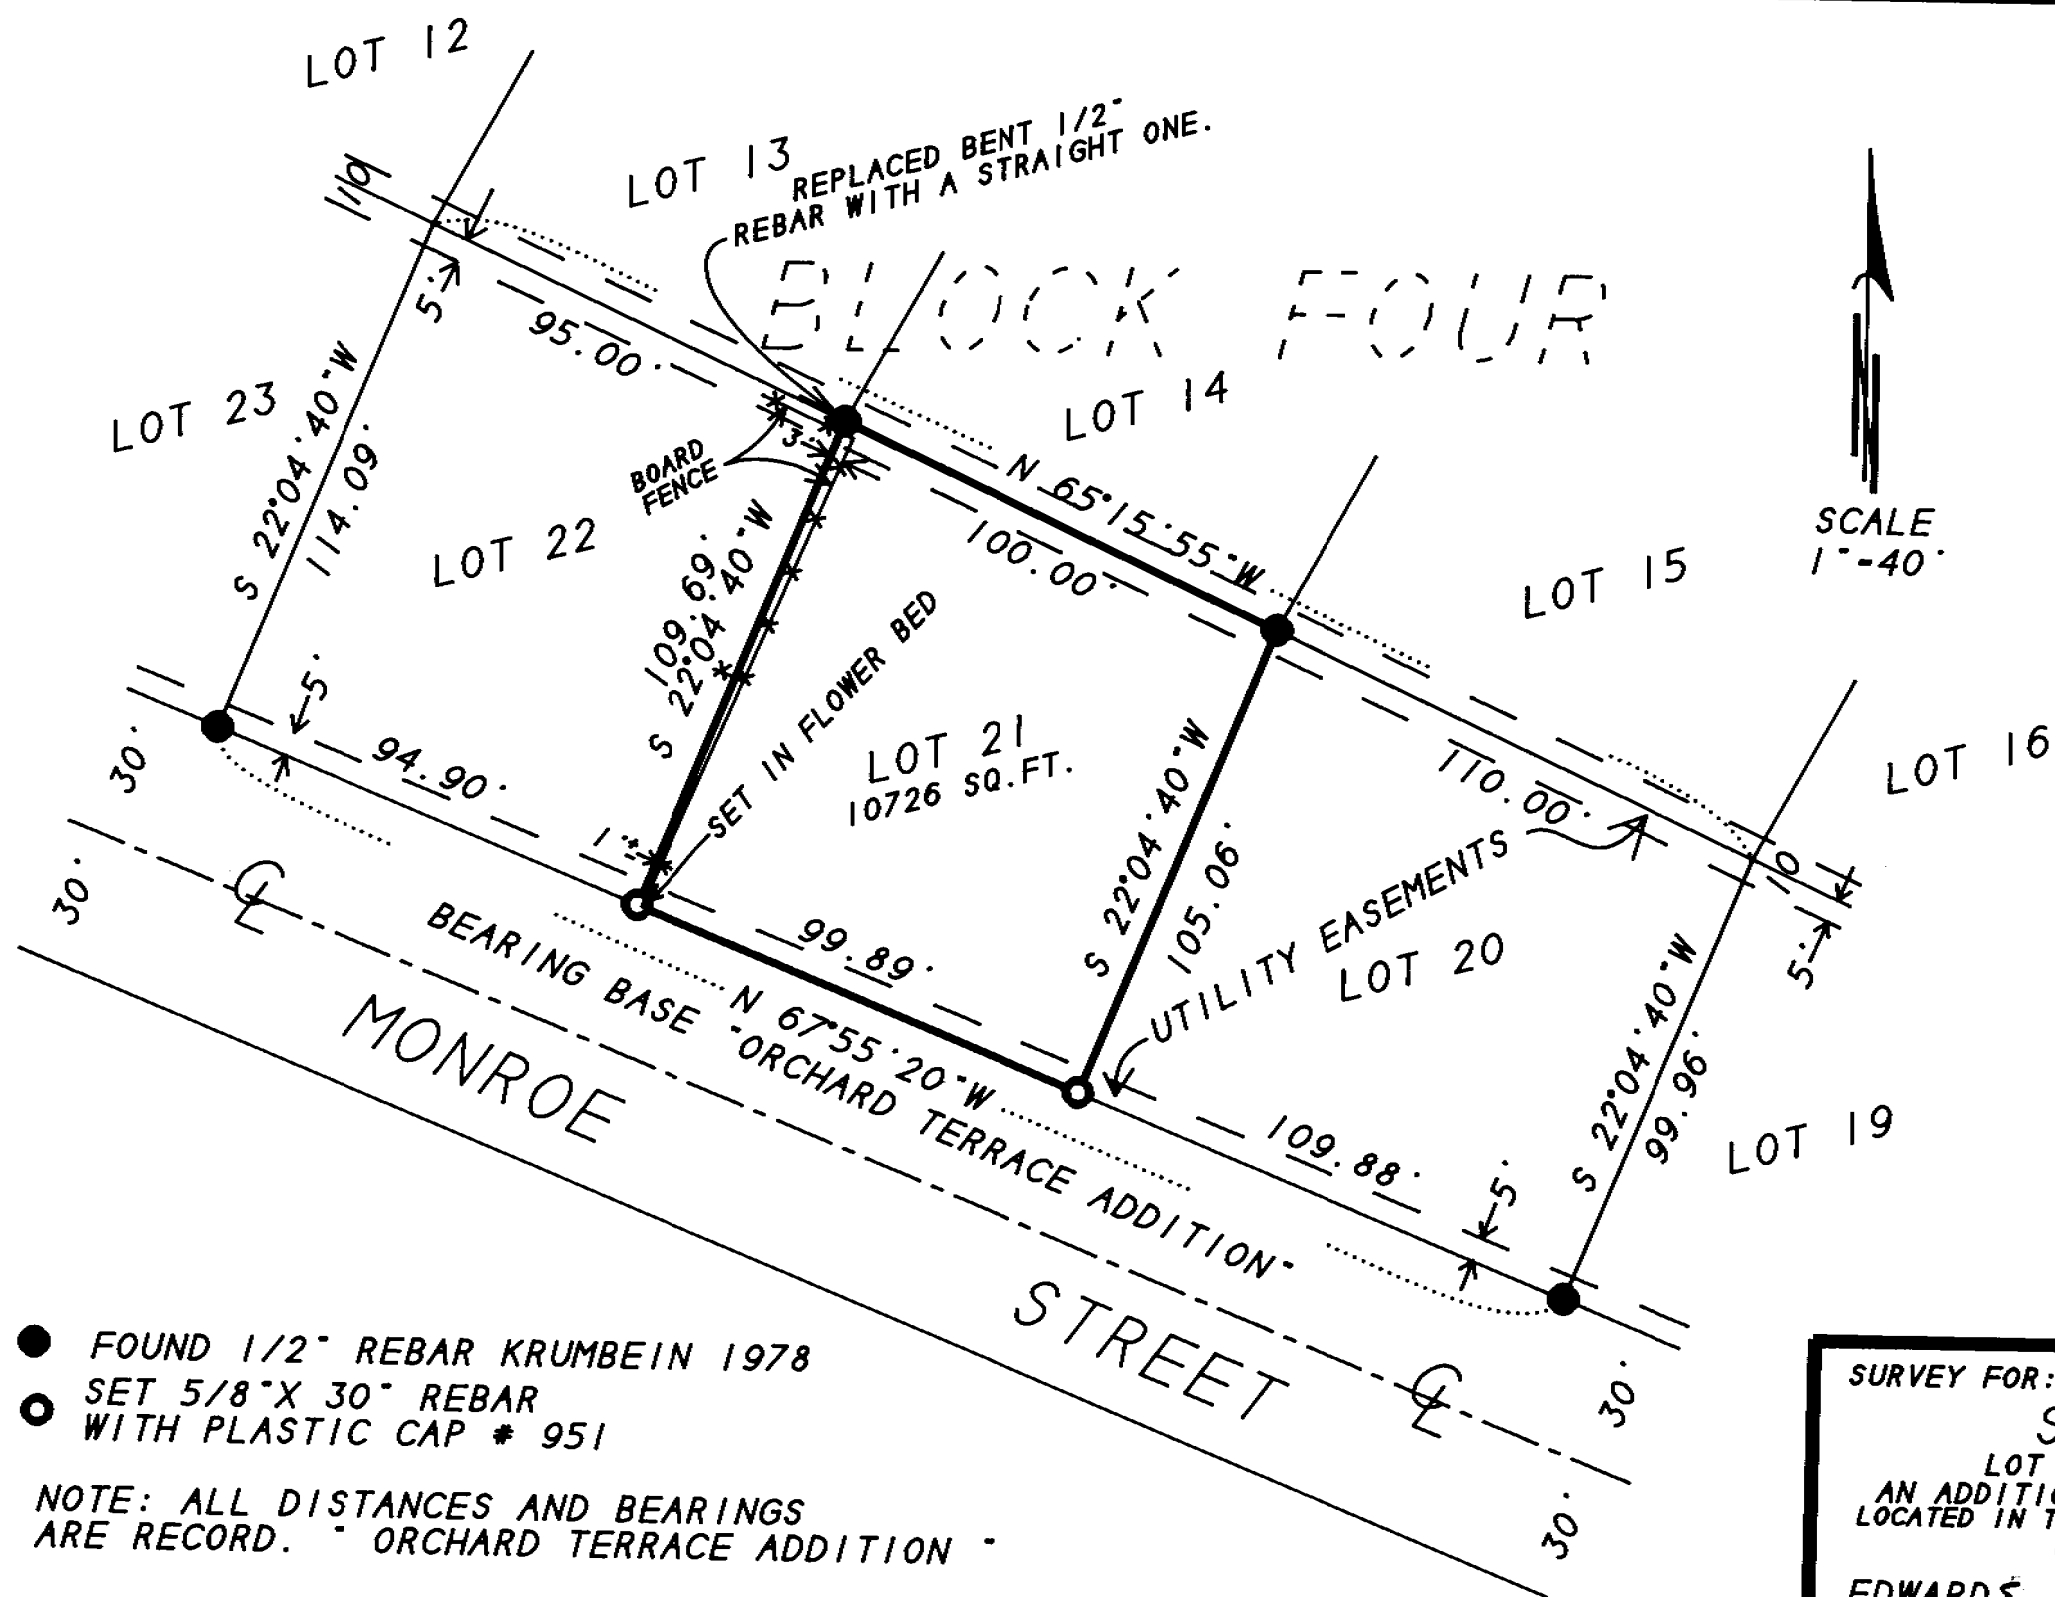 LOT 12
LOT 13
REPLACED BENT 1/2"
REBAR WITH A STRAIGHT ONE.
BLOCK FOUR
LOT 14
LOT 15
LOT 16
SCALE
1"-40'
5'
95.00'
LOT 23
S 22°04'40"W
114.09'
BOARD
FENCE
3'
LOT 22
109.69'
S 22°04'40"W
N 65°15'55"W
100.00'
SET IN FLOWER BED
LOT 21
10726 SQ.FT.
S 22°04'40"W
105.06'
110.00'
UTILITY EASEMENTS
LOT 20
5'
S 22°04'40"W
99.96'
LOT 19
5'
94.90'
1'±
99.89'
30'
30'
BEARING BASE "ORCHARD TERRACE ADDITION"
N 67°55'20"W
109.88'
5'
MONROE STREET
30'
30'
FOUND 1/2" REBAR KRUMBEIN 1978
SET 5/8"X 30" REBAR
WITH PLASTIC CAP # 951
NOTE: ALL DISTANCES AND BEARINGS
ARE RECORD. " ORCHARD TERRACE ADDITION "
SURVEY FOR:
LOT
AN
LOCATED IN
EDWARDS